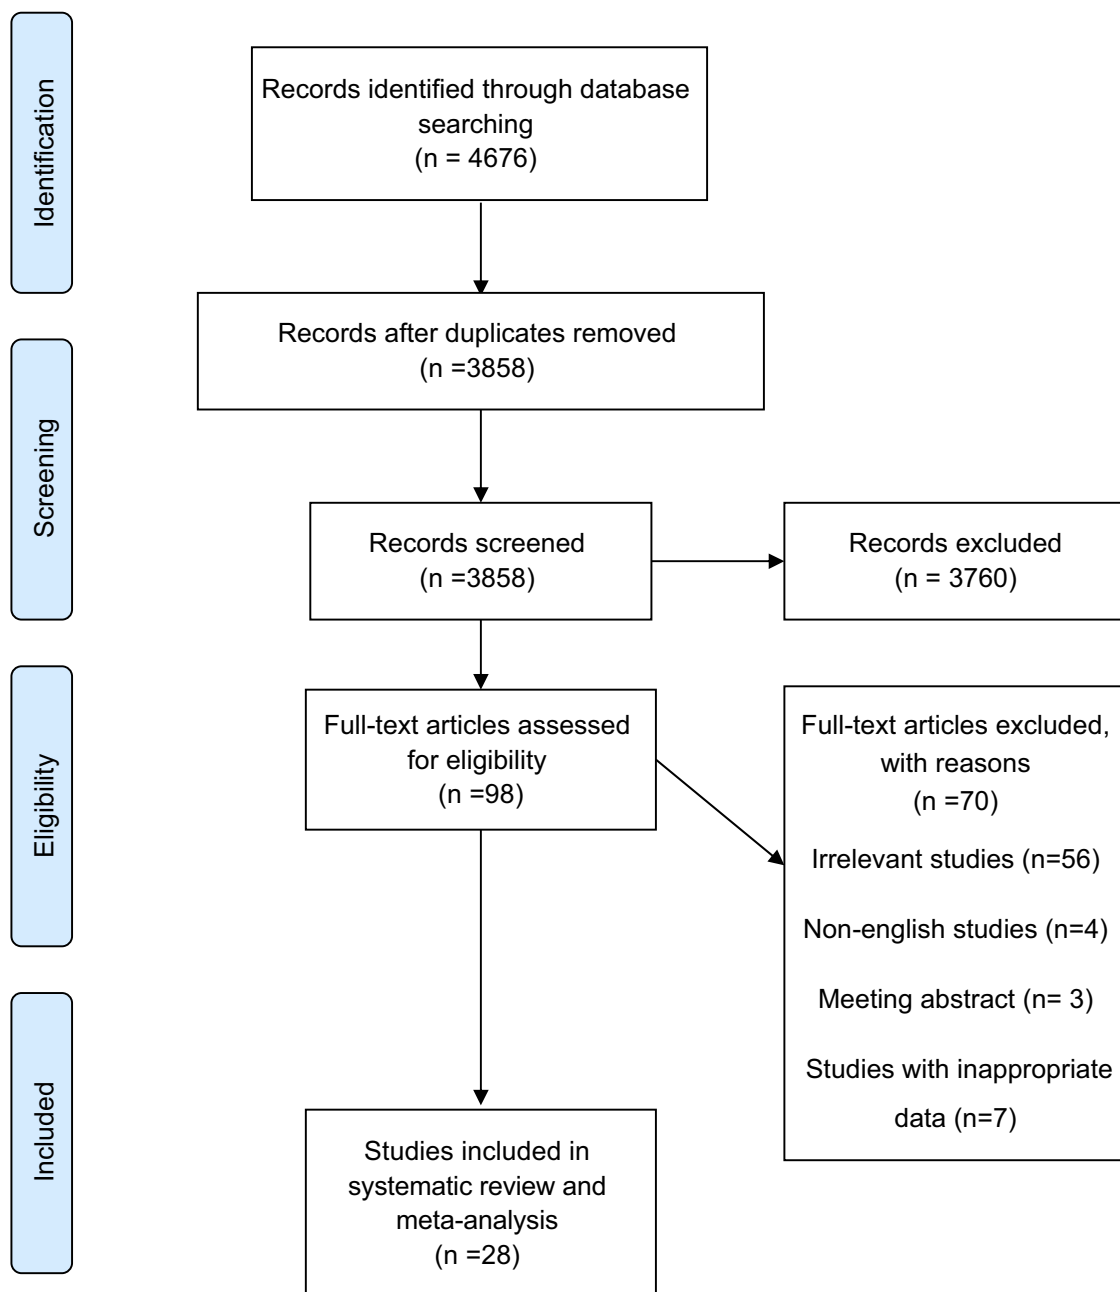 Identification
Records identified through database
searching
(n = 4676)
Records after duplicates removed
(n =3858)
Screening
Records screened
(n =3858)
Records excluded
(n = 3760)
Eligibility
Full-text articles assessed
for eligibility
(n =98)
Full-text articles excluded,
with reasons
(n =70)
Irrelevant studies (n=56)
Non-english studies (n=4)
Meeting abstract (n= 3)
Studies with inappropriate
data (n=7)
Included
Studies included in
systematic review and
meta-analysis
(n =28)